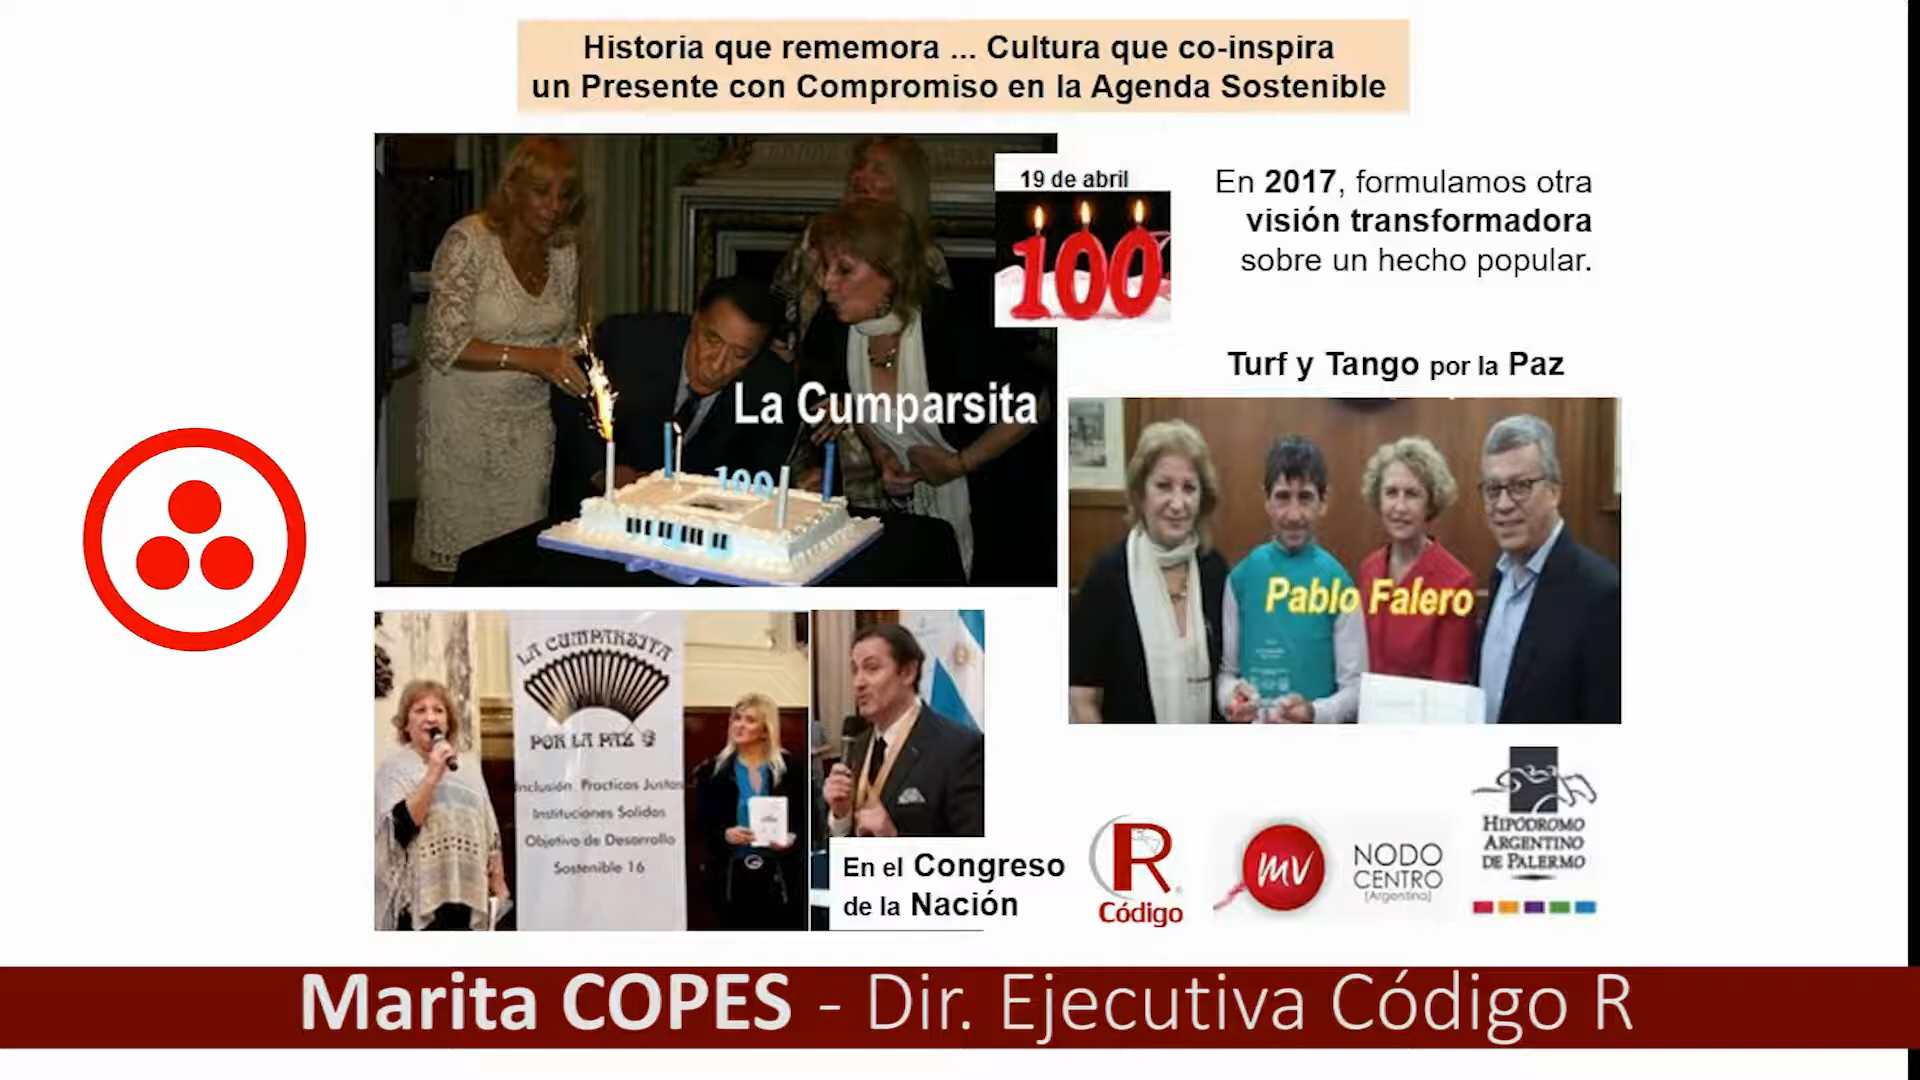 Historia que rememora ... Cultura que co-inspira
un Presente con Compromiso en la Agenda Sostenible
19 de abril
100
En 2017, formulamos otra
visión transformadora
sobre un hecho popular.
La Cumparsita
100
Turf y Tango por la Paz
Pablo Falero
LA CUMPARSITA
POR LA PAZ
Inclusión, Practicas Justas
Instituciones Solidas
Objetivo de Desarrollo
Sostenible 16
En el Congreso
de la Nación
R
Código
mv
NODO
CENTRO
(Argentina)
HIPÓDROMO
ARGENTINO
DE PALERMO
Marita COPES - Dir. Ejecutiva Código R